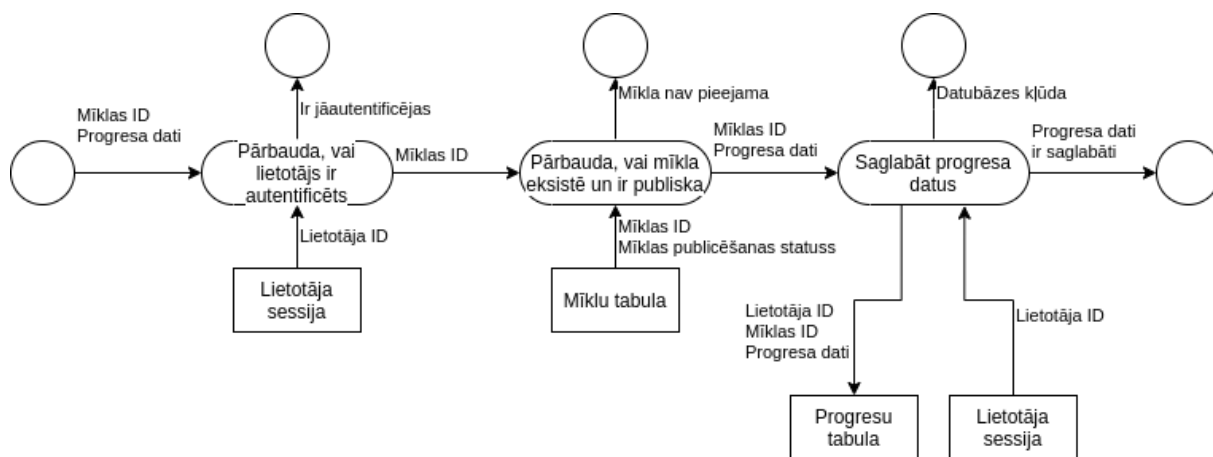 Mīklas ID
Progresa dati
Ir jāautentificējas
Pārbauda, vai
lietotājs ir
autentificēts
Lietotāja ID
Lietotāja
sessija
Mīklas ID
Mīkla nav pieejama
Pārbauda, vai mīkla
eksistē un ir publiska
Mīklas ID
Mīklas publicēšanas statuss
Mīklu tabula
Mīklas ID
Progresa dati
Datubāzes kļūda
Saglabāt progresa
datus
Progresa dati
ir saglabāti
Lietotāja ID
Mīklas ID
Progresa dati
Progresu
tabula
Lietotāja ID
Lietotāja
sessija